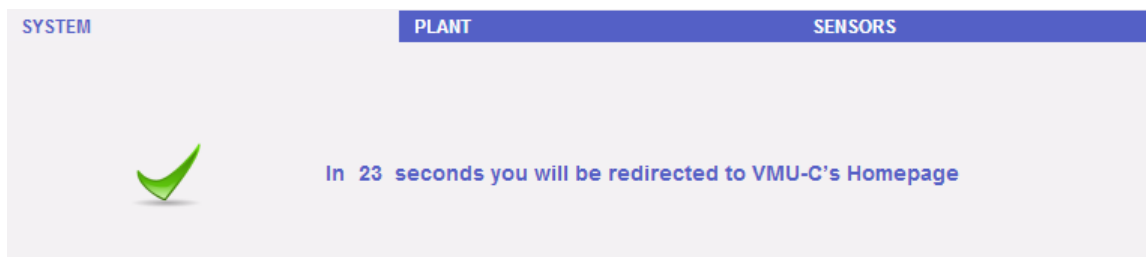 SYSTEM PLANT SENSORS
In 23 seconds you will be redirected to VMU-C's Homepage